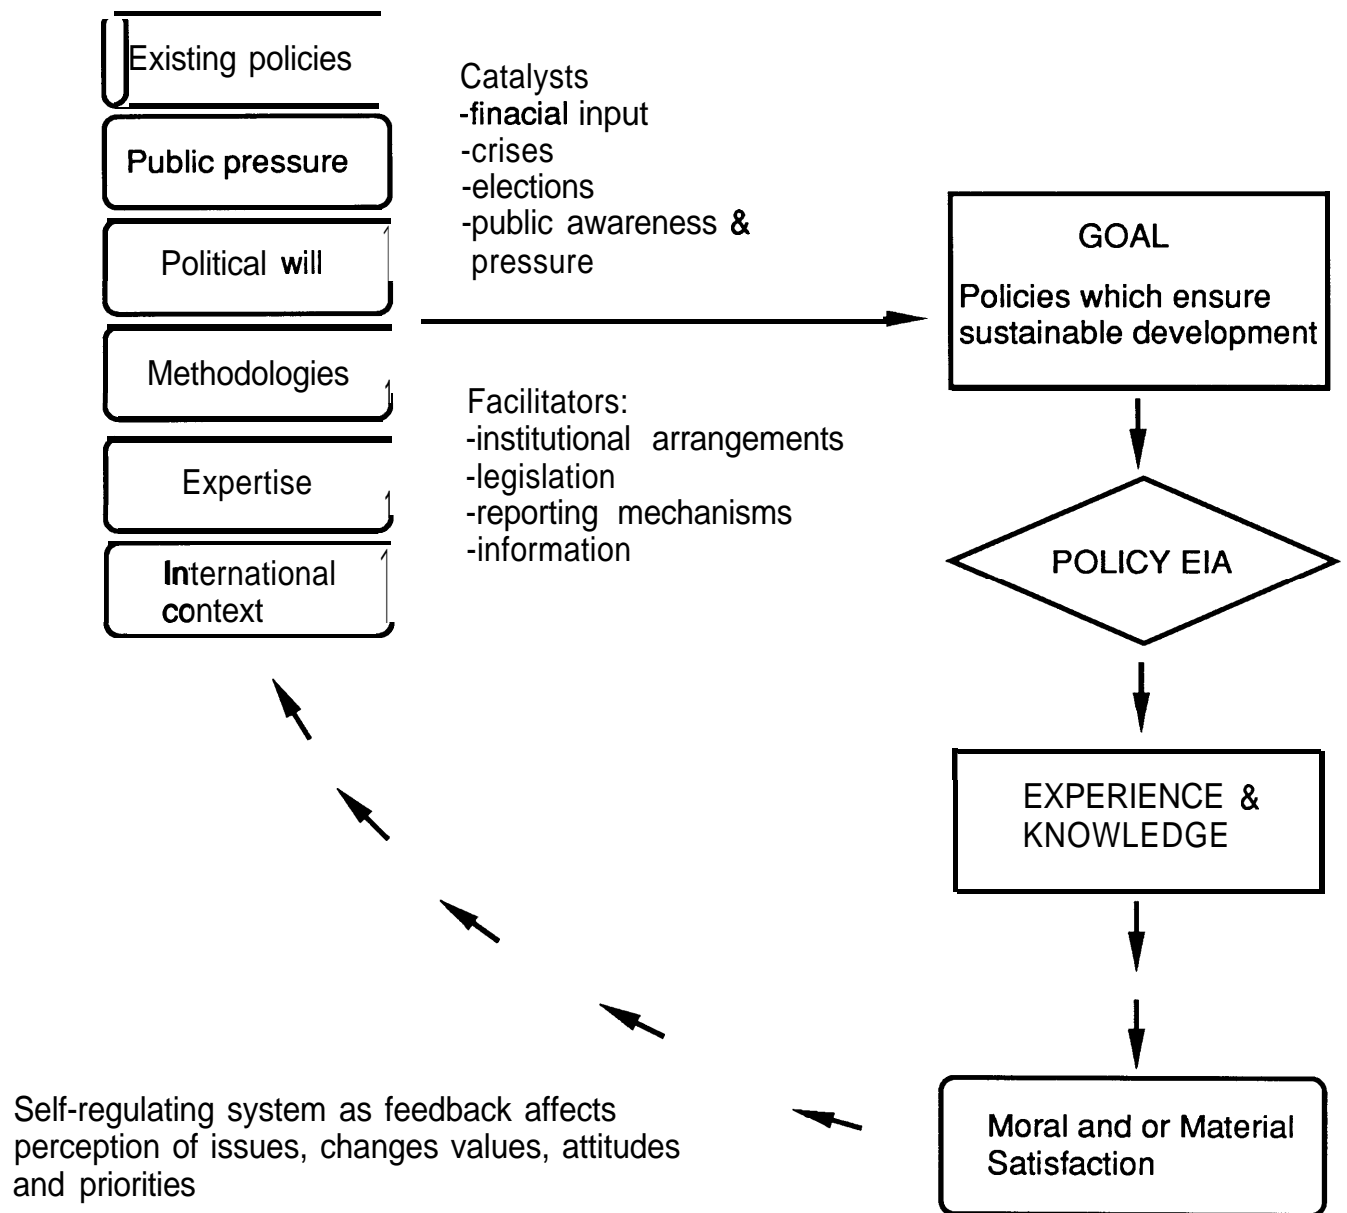 Existing policies
Public pressure
Political will
Methodologies
Expertise
International
context
Catalysts
-finacial input
-crises
-elections
-public awareness &
pressure
Facilitators:
-institutional arrangements
-legislation
-reporting mechanisms
-information
GOAL
Policies which ensure
sustainable development
POLICY EIA
EXPERIENCE &
KNOWLEDGE
Moral and or Material
Satisfaction
Self-regulating system as feedback affects
perception of issues, changes values, attitudes
and priorities